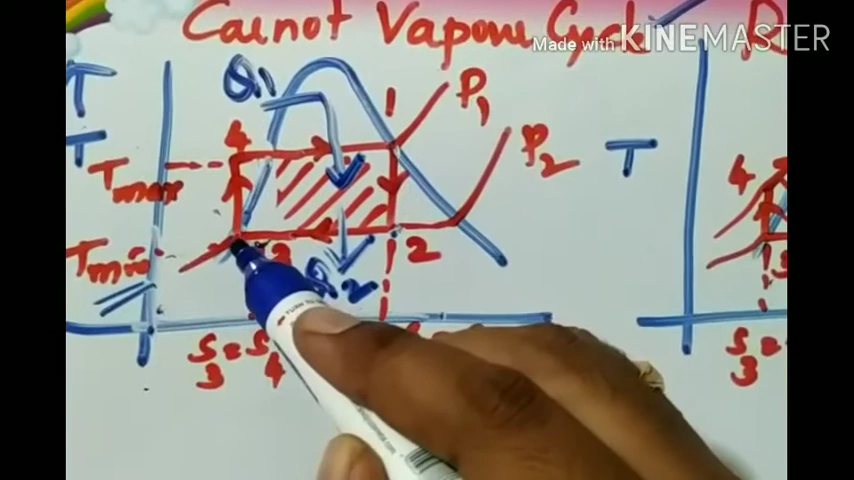 Carnot Vapour Cycle
Made with KINEMASTER
T
Q1
1
P1
P2
4
T
T
Tmax
4
Tmin
3
2
Q2
S3 = S4
S3 =